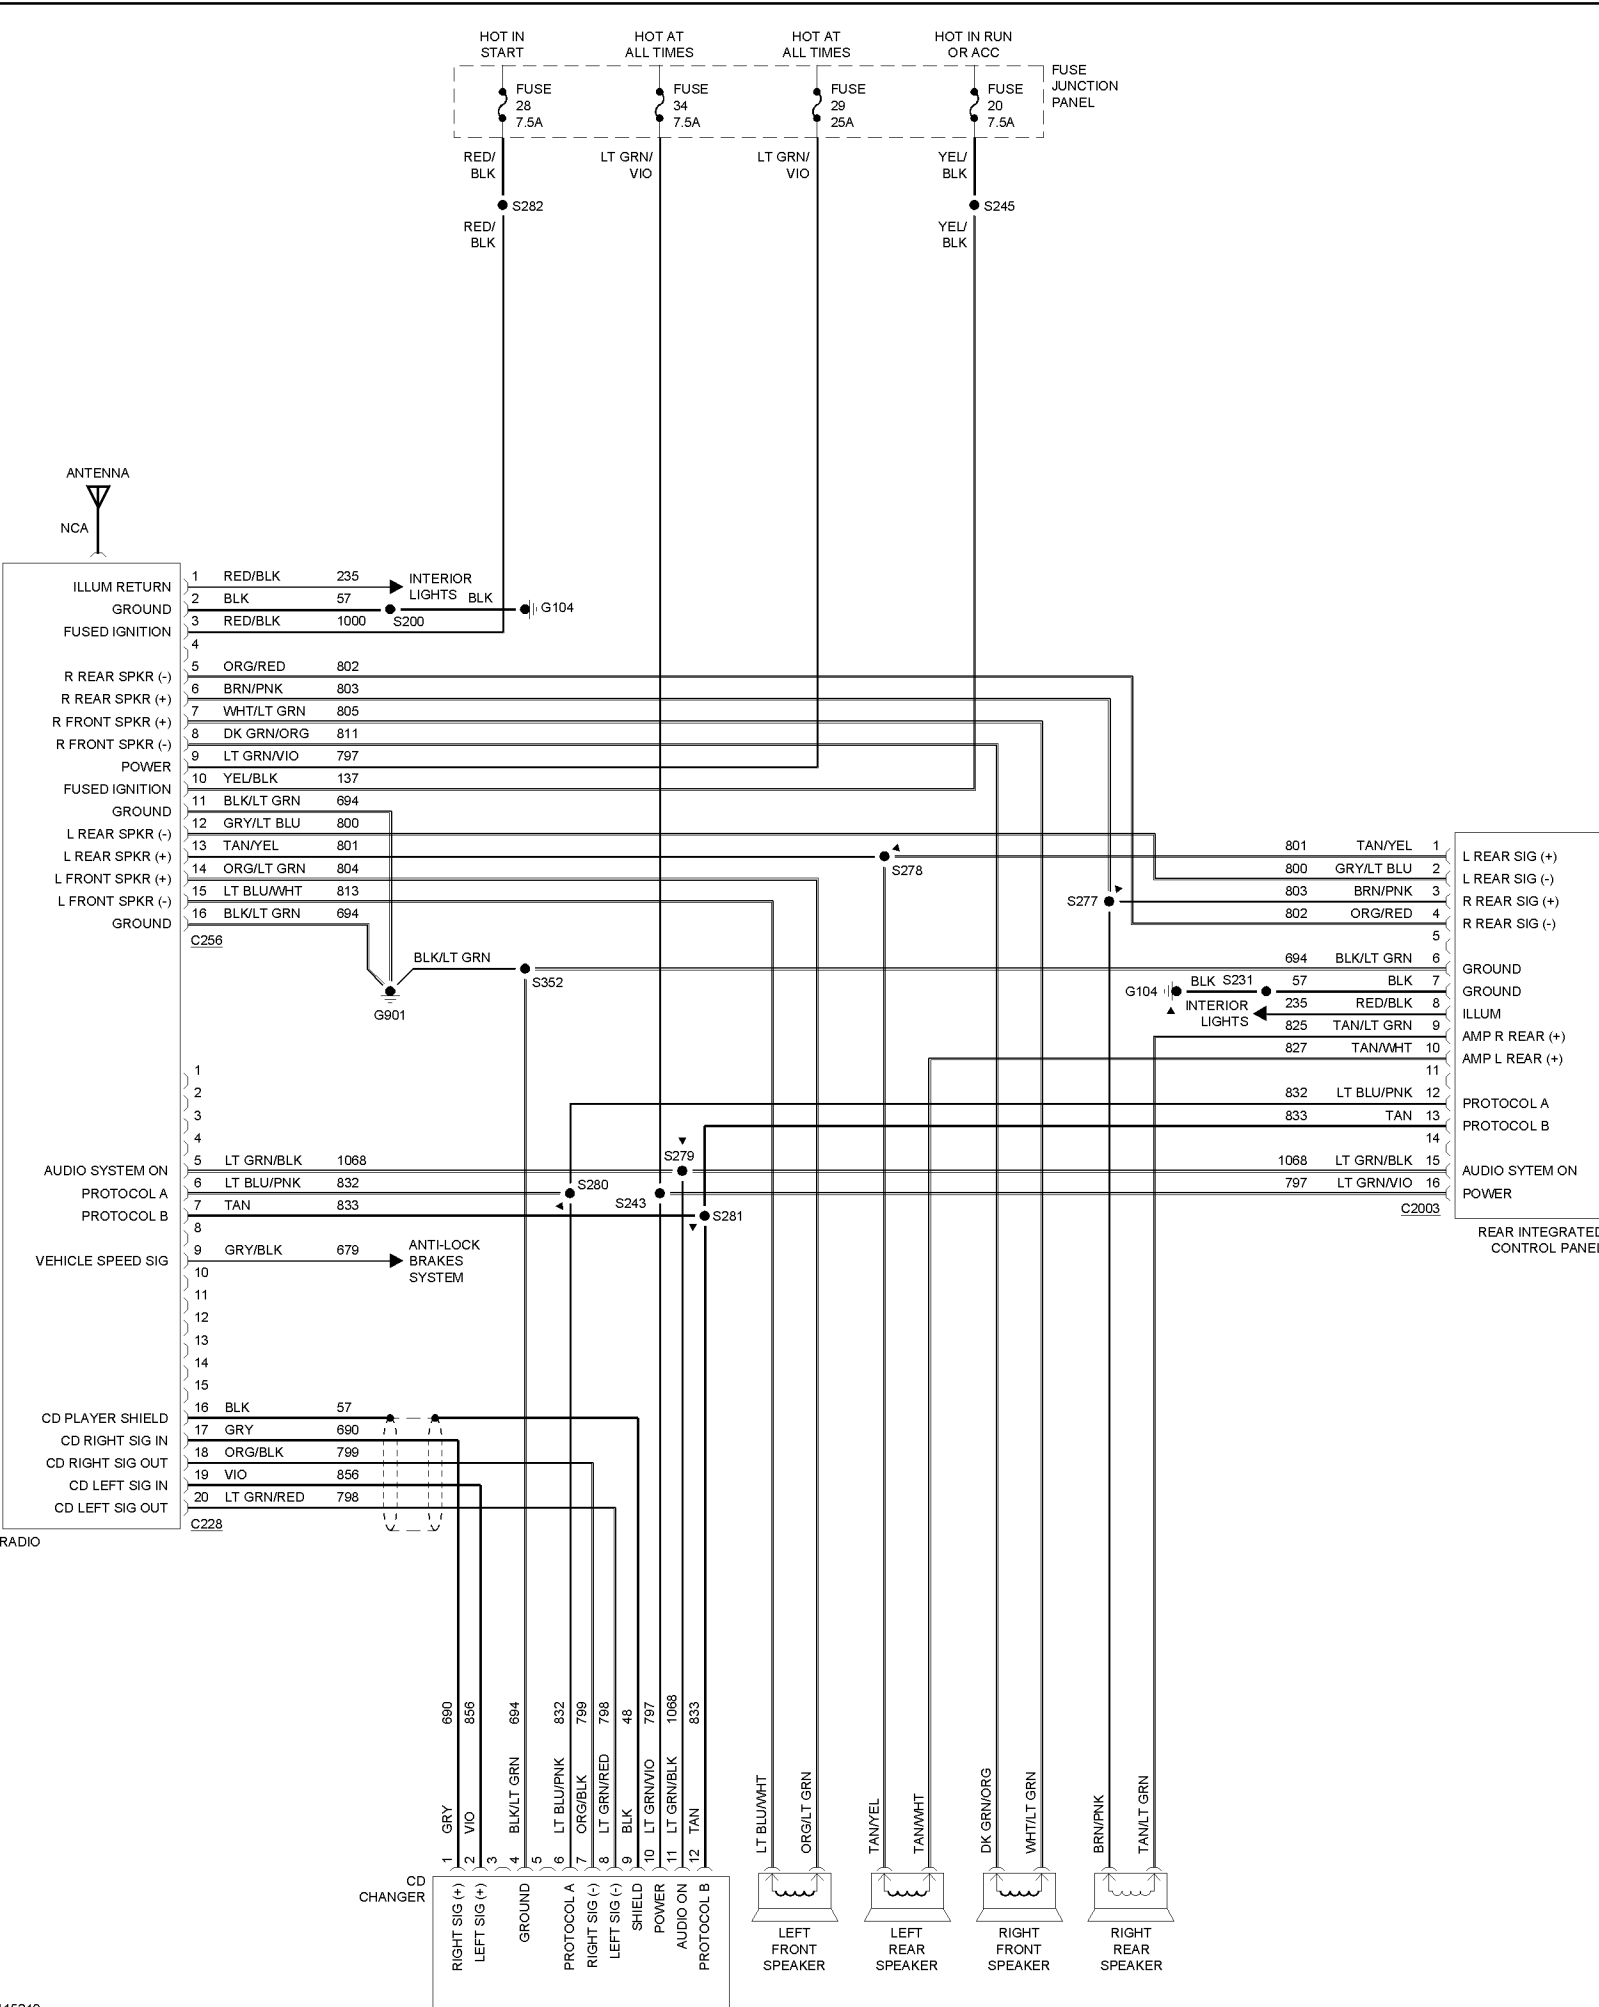 HOT IN
START
HOT AT
ALL TIMES
HOT AT
ALL TIMES
HOT IN RUN
OR ACC
FUSE
28
7.5A
FUSE
34
7.5A
FUSE
29
25A
FUSE
20
7.5A
FUSE
JUNCTION
PANEL
RED/
BLK
LT GRN/
VIO
LT GRN/
VIO
YEL/
BLK
S282
S245
RED/
BLK
YEL/
BLK
ANTENNA
NCA
ILLUM RETURN 1 RED/BLK 235
INTERIOR
LIGHTS
GROUND 2 BLK 57
S200
BLK
G104
FUSED IGNITION 3 RED/BLK 1000
4
R REAR SPKR (-) 5 ORG/RED 802
R REAR SPKR (+) 6 BRN/PNK 803
R FRONT SPKR (+) 7 WHT/LT GRN 805
R FRONT SPKR (-) 8 DK GRN/ORG 811
POWER 9 LT GRN/VIO 797
FUSED IGNITION 10 YEL/BLK 137
GROUND 11 BLK/LT GRN 694
L REAR SPKR (-) 12 GRY/LT BLU 800
L REAR SPKR (+) 13 TAN/YEL 801
L FRONT SPKR (+) 14 ORG/LT GRN 804
L FRONT SPKR (-) 15 LT BLU/WHT 813
GROUND 16 BLK/LT GRN 694
C256
S278
S277
BLK/LT GRN
S352
G901
801 TAN/YEL 1 L REAR SIG (+)
800 GRY/LT BLU 2 L REAR SIG (-)
803 BRN/PNK 3 R REAR SIG (+)
802 ORG/RED 4 R REAR SIG (-)
5
694 BLK/LT GRN 6 GROUND
G104 BLK S231 57 BLK 7 GROUND
INTERIOR
LIGHTS
235 RED/BLK 8 ILLUM
825 TAN/LT GRN 9 AMP R REAR (+)
827 TAN/WHT 10 AMP L REAR (+)
11
832 LT BLU/PNK 12 PROTOCOL A
833 TAN 13 PROTOCOL B
14
1068 LT GRN/BLK 15 AUDIO SYTEM ON
797 LT GRN/VIO 16 POWER
C2003
REAR INTEGRATED
CONTROL PANEL
1
2
3
4
AUDIO SYSTEM ON 5 LT GRN/BLK 1068
S279
PROTOCOL A 6 LT BLU/PNK 832
S280
S243
PROTOCOL B 7 TAN 833
S281
8
VEHICLE SPEED SIG 9 GRY/BLK 679
ANTI-LOCK
BRAKES
SYSTEM
10
11
12
13
14
15
CD PLAYER SHIELD 16 BLK 57
CD RIGHT SIG IN 17 GRY 690
CD RIGHT SIG OUT 18 ORG/BLK 799
CD LEFT SIG IN 19 VIO 856
CD LEFT SIG OUT 20 LT GRN/RED 798
C228
RADIO
690 GRY 1 RIGHT SIG (+)
856 VIO 2 LEFT SIG (+)
3
694 BLK/LT GRN 4 GROUND
5
832 LT BLU/PNK 6 PROTOCOL A
799 ORG/BLK 7 RIGHT SIG (-)
798 LT GRN/RED 8 LEFT SIG (-)
48 BLK 9 SHIELD
797 LT GRN/VIO 10 POWER
1068 LT GRN/BLK 11 AUDIO ON
833 TAN 12 PROTOCOL B
CD
CHANGER
LT BLU/WHT
ORG/LT GRN
TAN/YEL
TAN/WHT
DK GRN/ORG
WHT/LT GRN
BRN/PNK
TAN/LT GRN
LEFT
FRONT
SPEAKER
LEFT
REAR
SPEAKER
RIGHT
FRONT
SPEAKER
RIGHT
REAR
SPEAKER